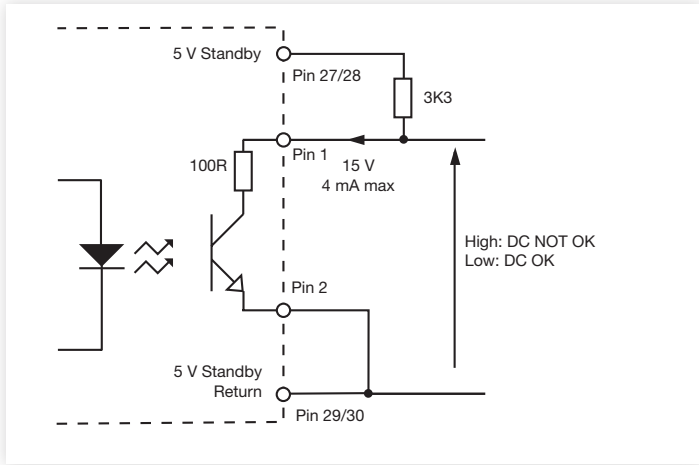 5 V Standby
Pin 27/28
3K3
Pin 1
100R
15 V
4 mA max
High: DC NOT OK
Low: DC OK
Pin 2
5 V Standby
Return
Pin 29/30